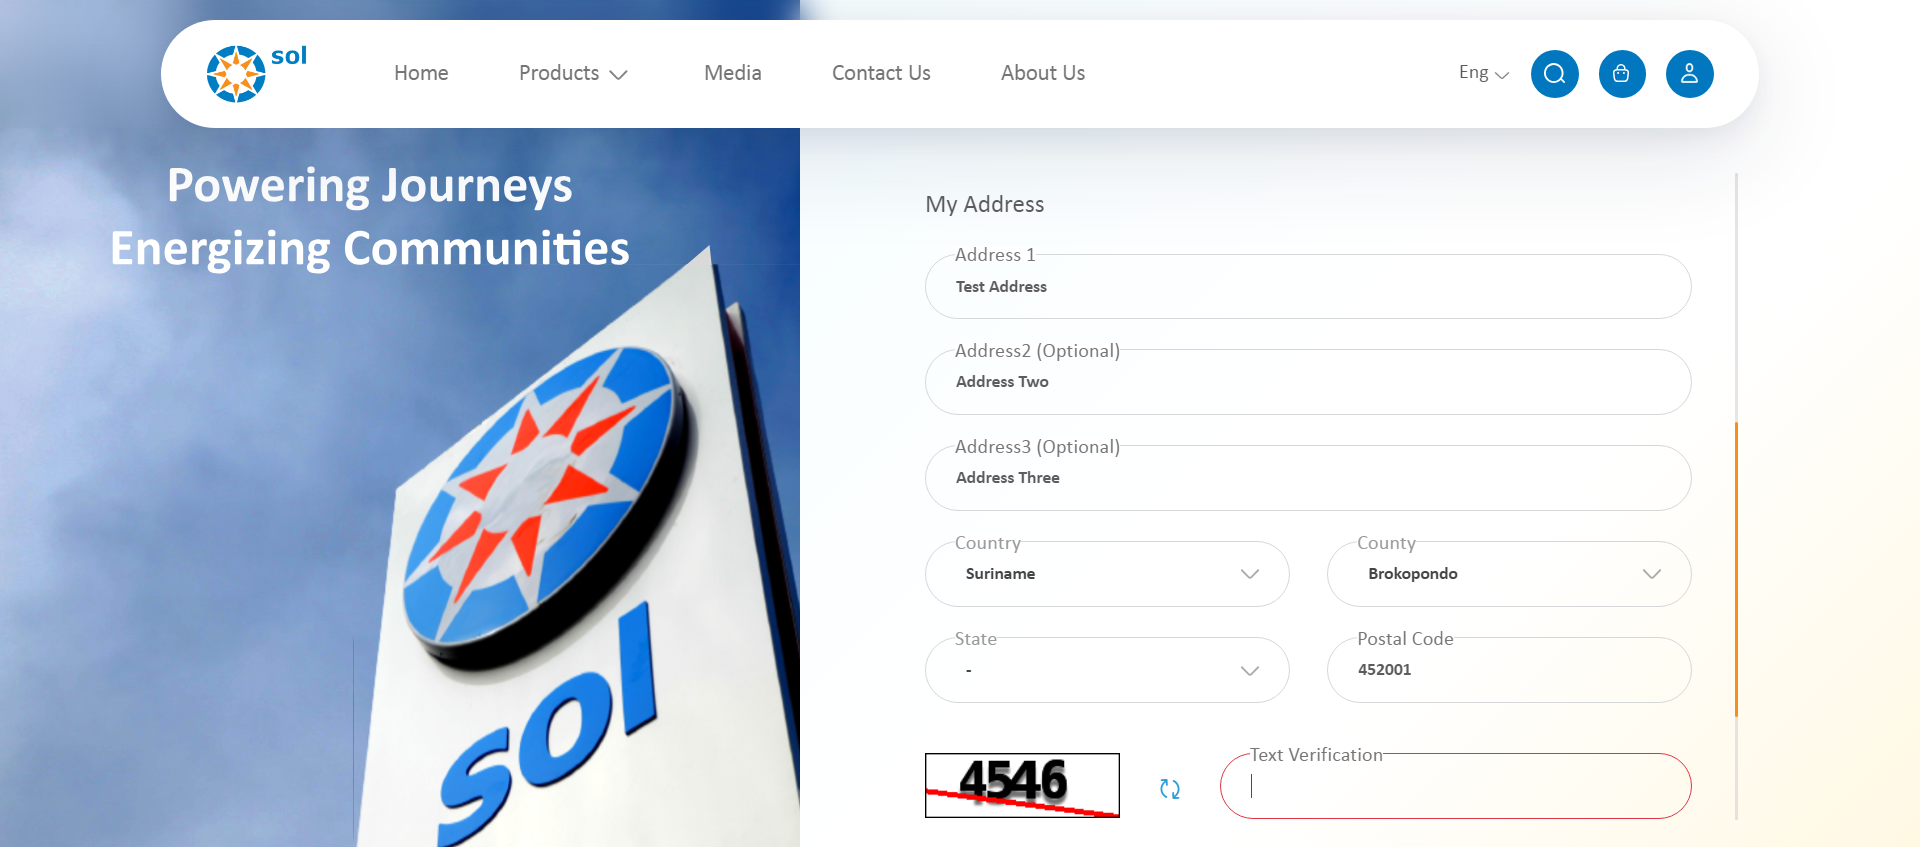 sol
Home
Products
Media
Contact Us
About Us
Eng
Powering Journeys
Energizing Communities
sol
My Address
Address 1
Test Address
Address2 (Optional)
Address Two
Address3 (Optional)
Address Three
Country
Suriname
County
Brokopondo
State
-
Postal Code
452001
4546
Text Verification